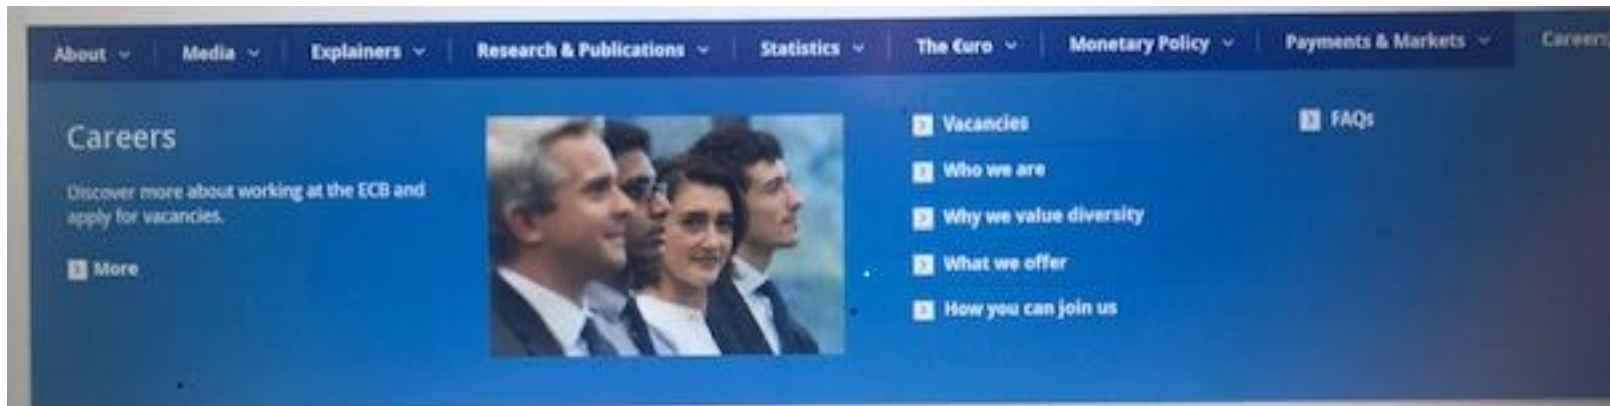 About
Media
Explainers
Research & Publications
Statistics
The €uro
Monetary Policy
Payments & Markets
Careers
Careers
Discover more about working at the ECB and
apply for vacancies.
More
Vacancies
Who we are
Why we value diversity
What we offer
How you can join us
FAQs